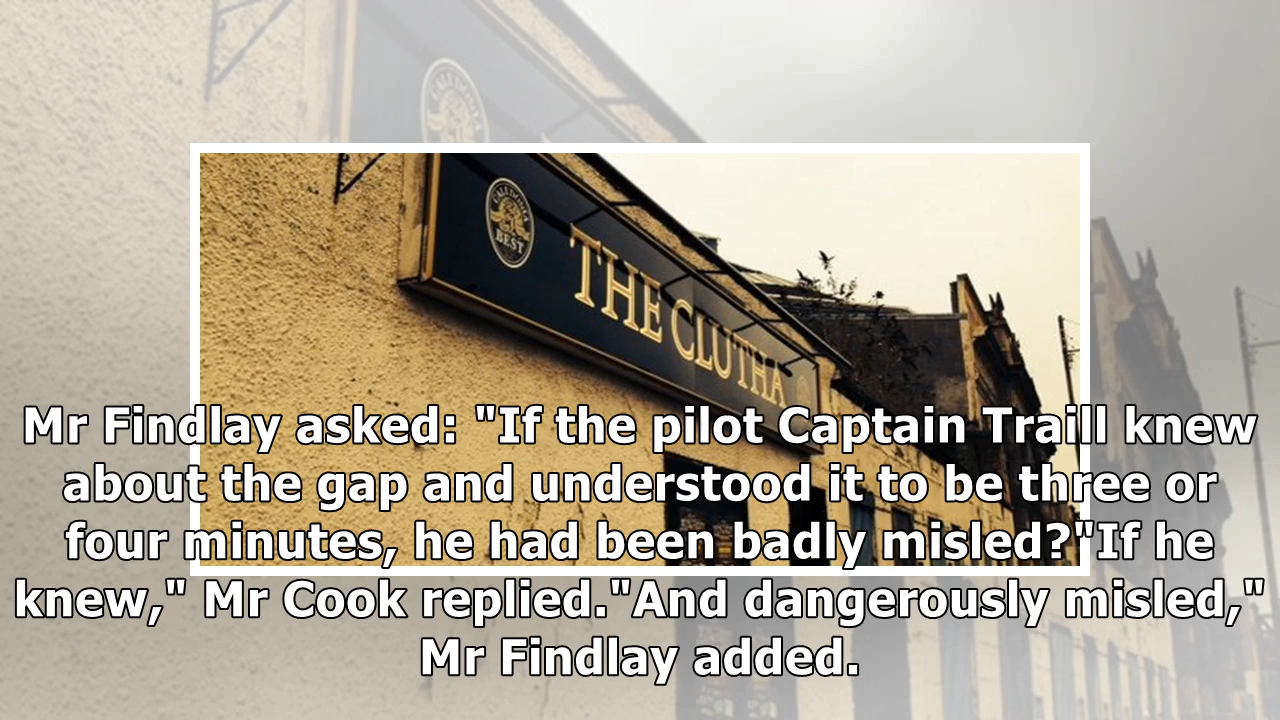 CALEDONIA
BEST
THE CLUTHA
Mr Findlay asked: "If the pilot Captain Traill knew
about the gap and understood it to be three or
four minutes, he had been badly misled?"If he
knew," Mr Cook replied."And dangerously misled,"
Mr Findlay added.